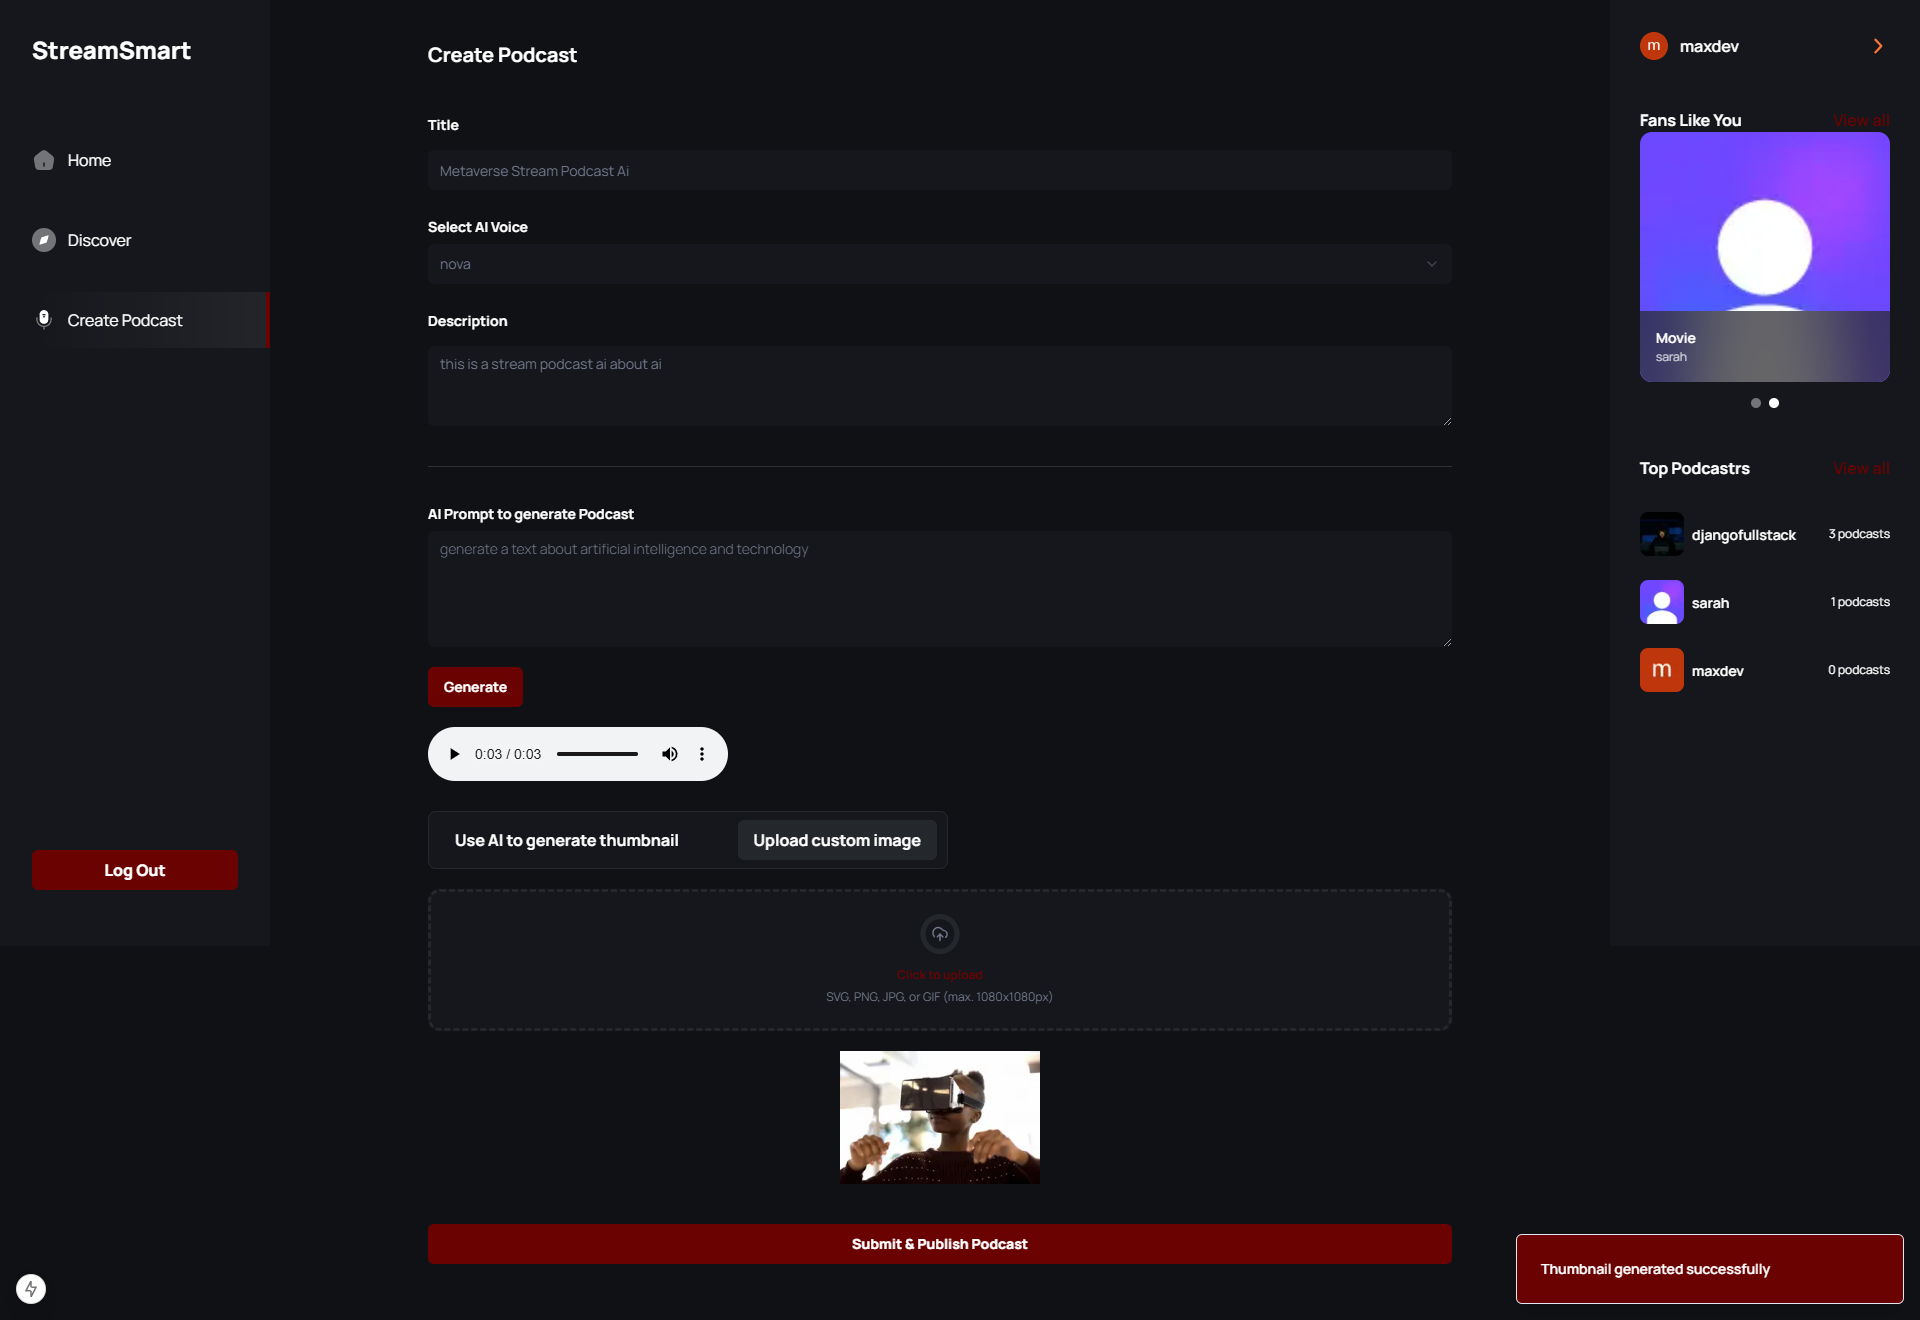 StreamSmart
Home
Discover
Create Podcast
Log Out
Create Podcast
Title
Metaverse Stream Podcast Ai
Select AI Voice
nova
Description
this is a stream podcast ai about ai
AI Prompt to generate Podcast
generate a text about artificial intelligence and technology
Generate
0:03 / 0:03
Use AI to generate thumbnail
Upload custom image
Click to upload
SVG, PNG, JPG, or GIF (max. 1080x1080px)
Submit & Publish Podcast
m maxdev
Fans Like You View all
Movie
sarah
Top Podcastrs View all
djangofullstack 3 podcasts
sarah 1 podcasts
m maxdev 0 podcasts
Thumbnail generated successfully